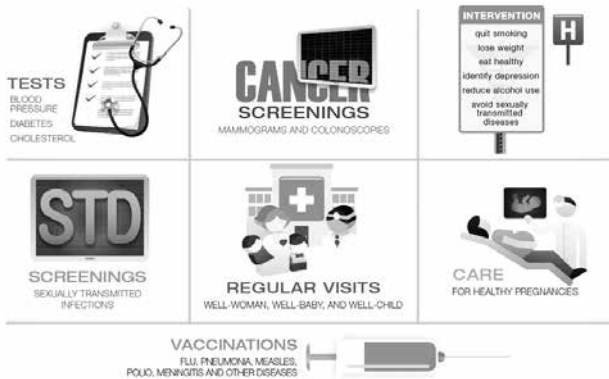 TESTS
BLOOD
PRESSURE
DIABETES
CHOLESTEROL
CANCER
SCREENINGS
MAMMOGRAMS AND COLONOSCOPIES
INTERVENTION
quit smoking
lose weight
eat healthy
identify depression
reduce alcohol use
avoid sexually
transmitted
diseases
H
STD
SCREENINGS
SEXUALLY TRANSMITTED
INFECTIONS
REGULAR VISITS
WELL-WOMAN, WELL-BABY, AND WELL-CHILD
CARE
FOR HEALTHY PREGNANCIES
VACCINATIONS
FLU, PNEUMONIA, MEASLES,
POLIO, MENINGITIS AND OTHER DISEASES